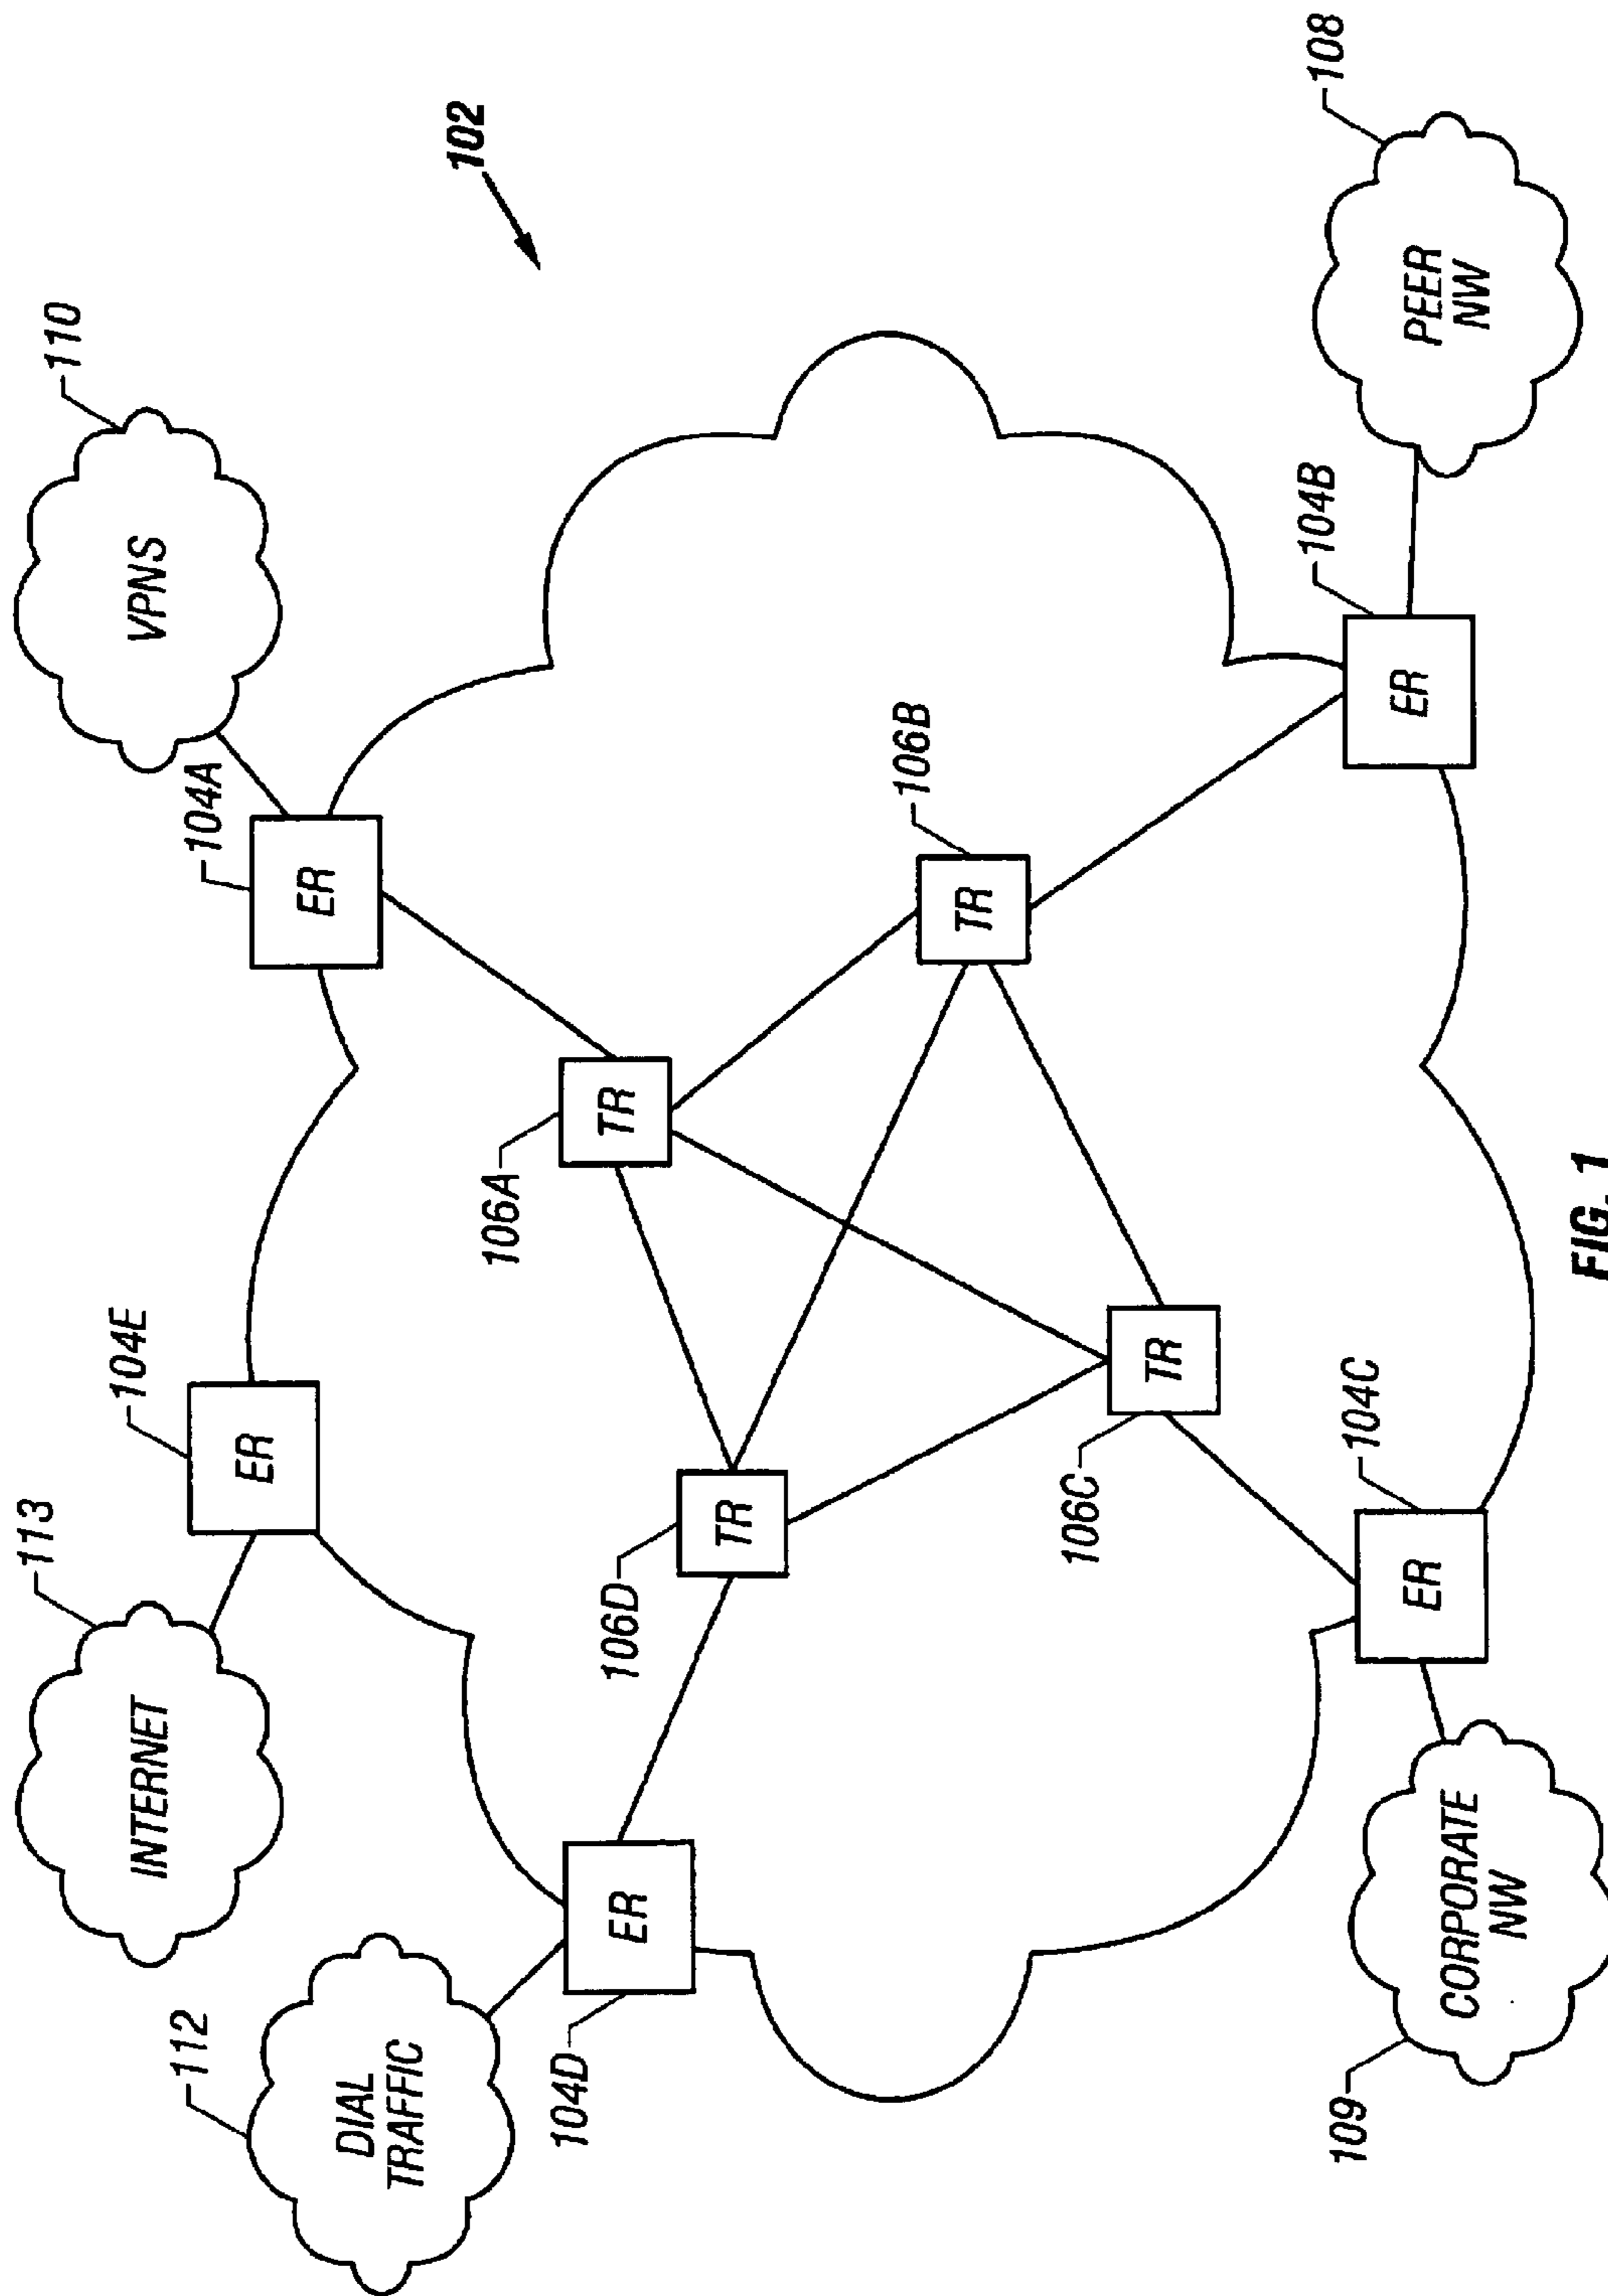 113
110
104E
INTERNET
VPNS
112
104A
ER
ER
DIAL
TRAFFIC
102
106A
104D
106D
TR
ER
TR
106B
TR
106C
TR
104B
108
109
104C
ER
ER
PEER
NW
CORPORATE
NW
FIG. 1